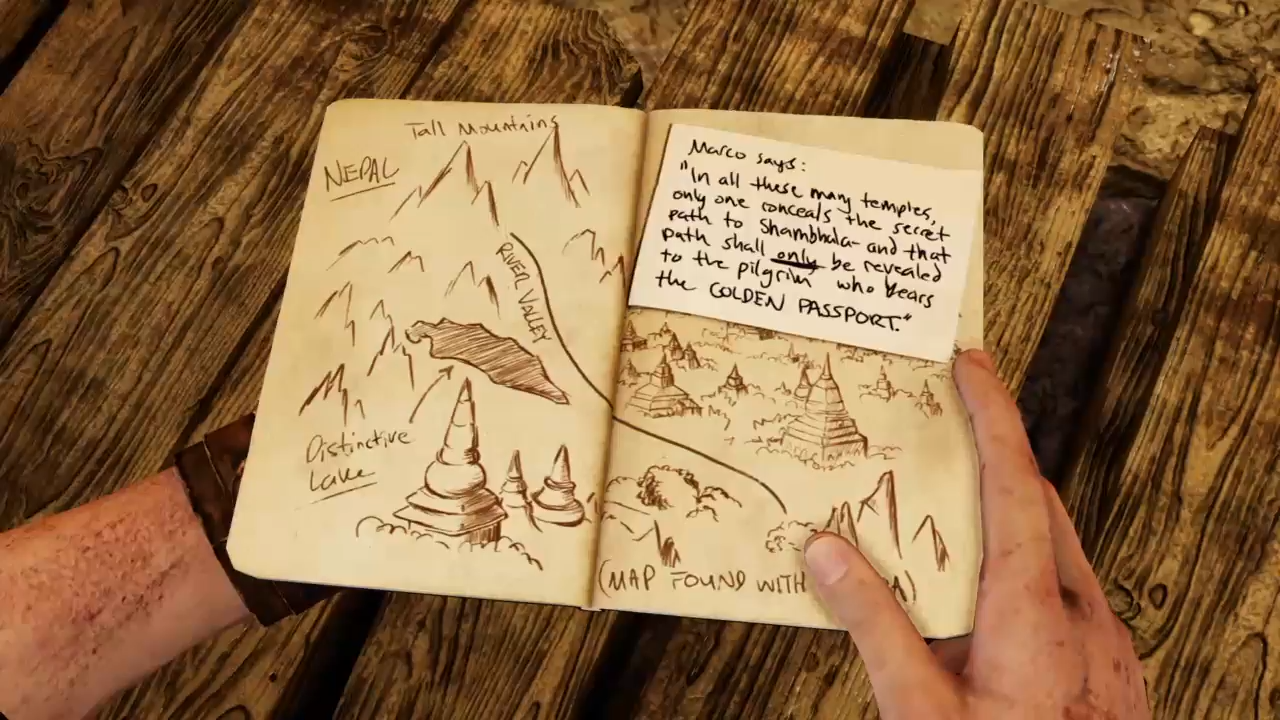 Tall Mountains
NEPAL
RIVER VALLEY
Distinctive
Lake
Marco says:
"In all these many temples,
only one conceals the secret
path to Shambhala- and that
path shall only be revealed
to the pilgrim who bears
the GOLDEN PASSPORT."
(MAP FOUND WITH